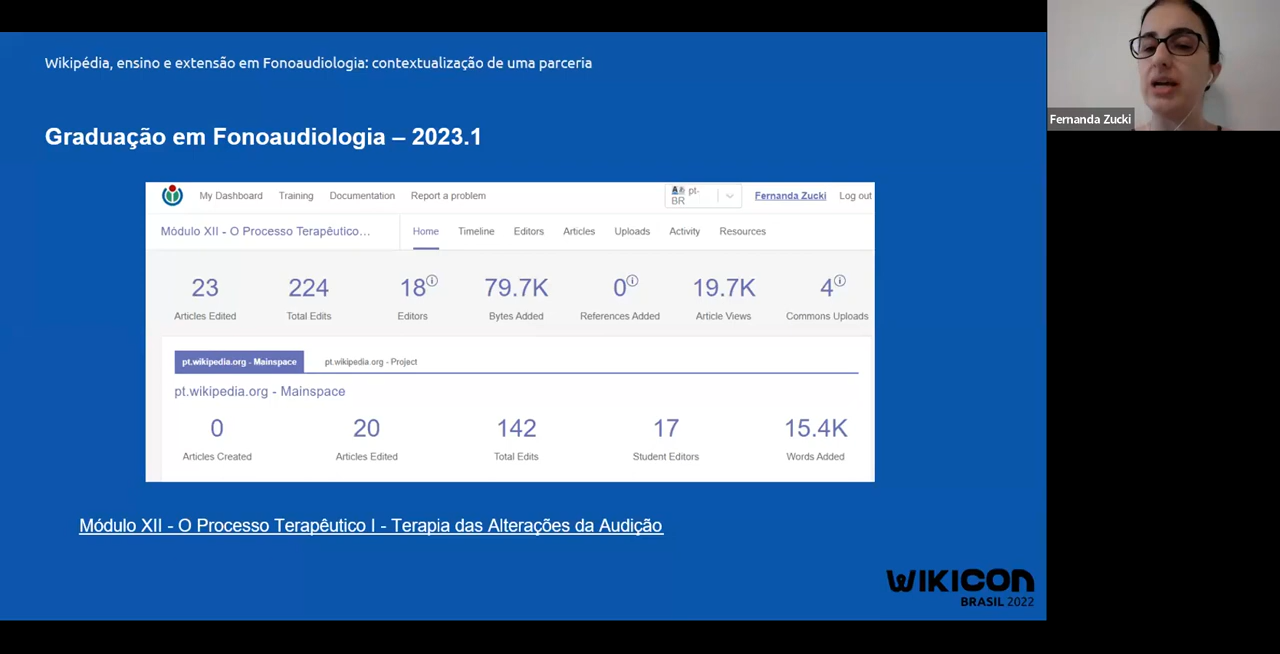 Wikipédia, ensino e extensão em Fonoaudiologia: contextualização de uma parceria
Fernanda Zucki
Graduação em Fonoaudiologia – 2023.1
My Dashboard Training Documentation Report a problem pt-BR Fernanda Zucki Log out
Módulo XII - O Processo Terapêutico... Home Timeline Editors Articles Uploads Activity Resources
23 224 18 79.7K 0 19.7K 4
Articles Edited Total Edits Editors Bytes Added References Added Article Views Commons Uploads
pt.wikipedia.org - Mainspace pt.wikipedia.org - Project
pt.wikipedia.org - Mainspace
0 20 142 17 15.4K
Articles Created Articles Edited Total Edits Student Editors Words Added
Módulo XII - O Processo Terapêutico I - Terapia das Alterações da Audição
WIKICON
BRASIL 2022